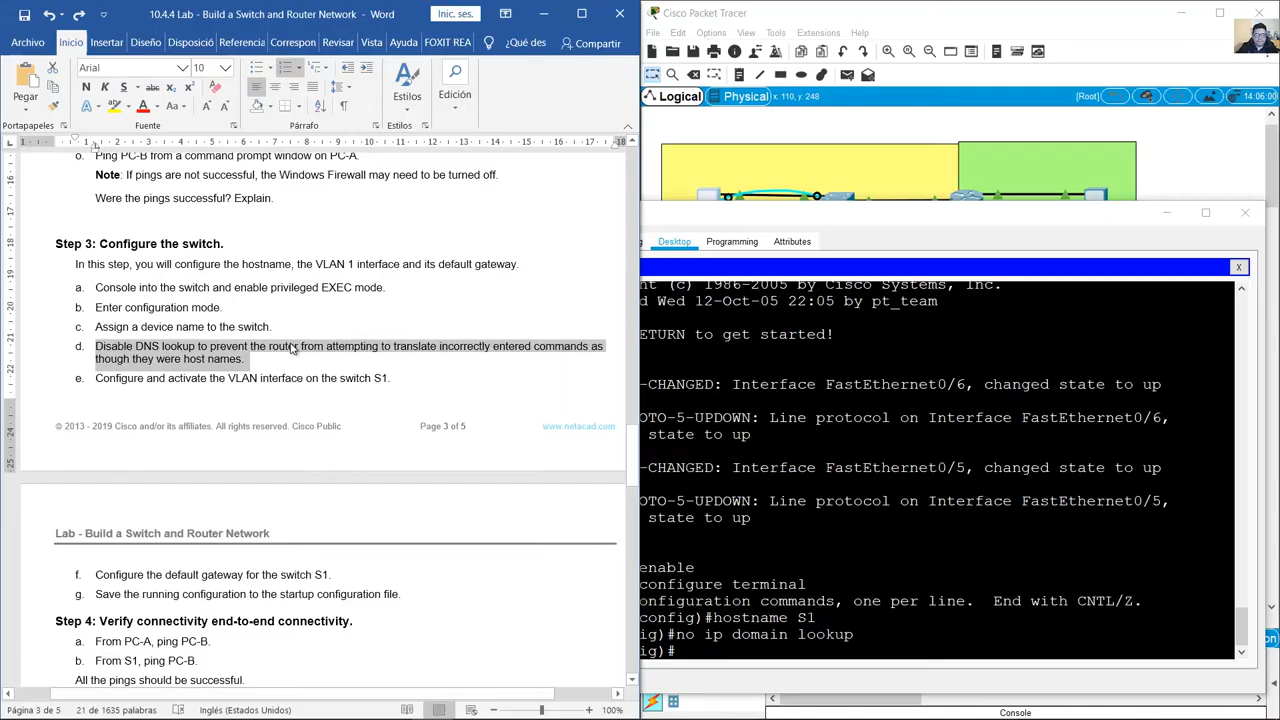 10.4.4 Lab - Build a Switch and Router Network
Inic. ses.
Archivo Inicio Disposició Referencia Correspon Revisar Vista Ayuda FOXIT REA ¿Qué des Compartir
Pegar
Arial 10
N K S
Aa
Estilos
Edición
Portapapeles Fuente Párrafo Estilos
o. Ping PC-B from a command prompt window on PC-A.
Note: If pings are not successful, the Windows Firewall may need to be turned off.
Were the pings successful? Explain.
Step 3: Configure the switch.
In this step, you will configure the hostname, the VLAN 1 interface and its default gateway.
a. Console into the switch and enable privileged EXEC mode.
b. Enter configuration mode.
c. Assign a device name to the switch.
d. Disable DNS lookup to prevent the router from attempting to translate incorrectly entered commands as
though they were host names.
e. Configure and activate the VLAN interface on the switch S1.
© 2013 - 2019 Cisco and/or its affiliates. All rights reserved. Cisco Public Page 3 of 5 www.netacad.com
Lab - Build a Switch and Router Network
f. Configure the default gateway for the switch S1.
g. Save the running configuration to the startup configuration file.
Step 4: Verify connectivity end-to-end connectivity.
a. From PC-A, ping PC-B.
b. From S1, ping PC-B.
All the pings should be successful.
Página 3 de 5 21 de 1635 palabras Inglés (Estados Unidos) 100%
Cisco Packet Tracer
File Edit Options View Tools Extensions Help
Logical Physical x: 110, y: 248 [Root] 14:06:00
Desktop Programming Attributes
X
nt (c) 1986-2005 by Cisco Systems, Inc.
d Wed 12-Oct-05 22:05 by pt_team
ETURN to get started!
-CHANGED: Interface FastEthernet0/6, changed state to up
OTO-5-UPDOWN: Line protocol on Interface FastEthernet0/6,
state to up
-CHANGED: Interface FastEthernet0/5, changed state to up
OTO-5-UPDOWN: Line protocol on Interface FastEthernet0/5,
state to up
enable
configure terminal
onfiguration commands, one per line. End with CNTL/Z.
config)#hostname S1
ig)#no ip domain lookup
ig)#
on
Console